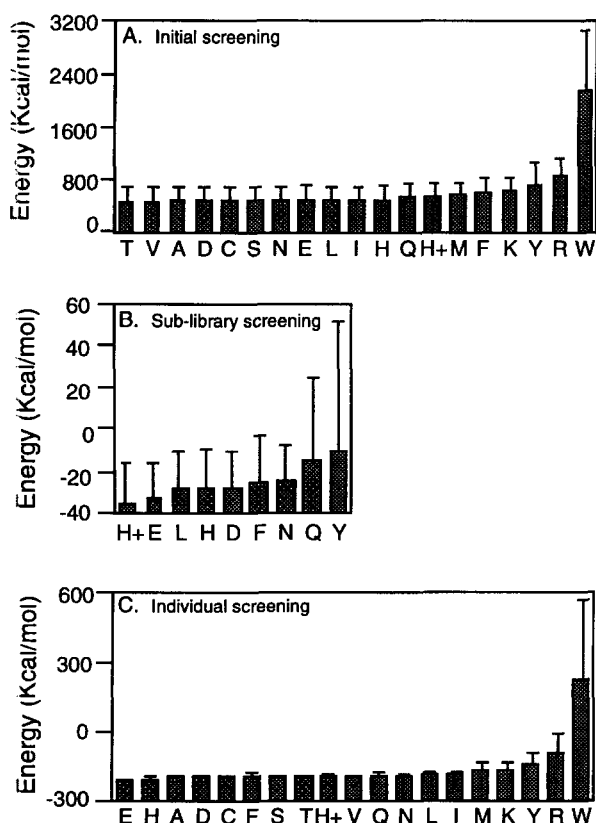 A. Initial screening
Energy (Kcal/mol)
3200
2400
1600
800
0
T V A D C S N E L I H Q H+ M F K Y R W
B. Sub-library screening
Energy (Kcal/mol)
60
40
20
0
-20
-40
H+ E L H D F N Q Y
C. Individual screening
Energy (Kcal/mol)
600
300
0
-300
E H A D C F S T H+ V Q N L I M K Y R W